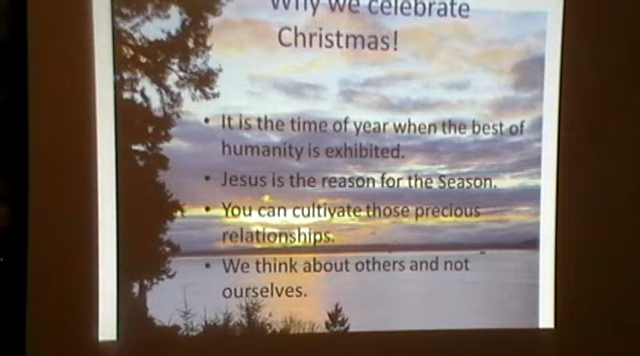 Why we celebrate
Christmas!
• It is the time of year when the best of
humanity is exhibited.
• Jesus is the reason for the Season.
• You can cultivate those precious
relationships.
• We think about others and not
ourselves.